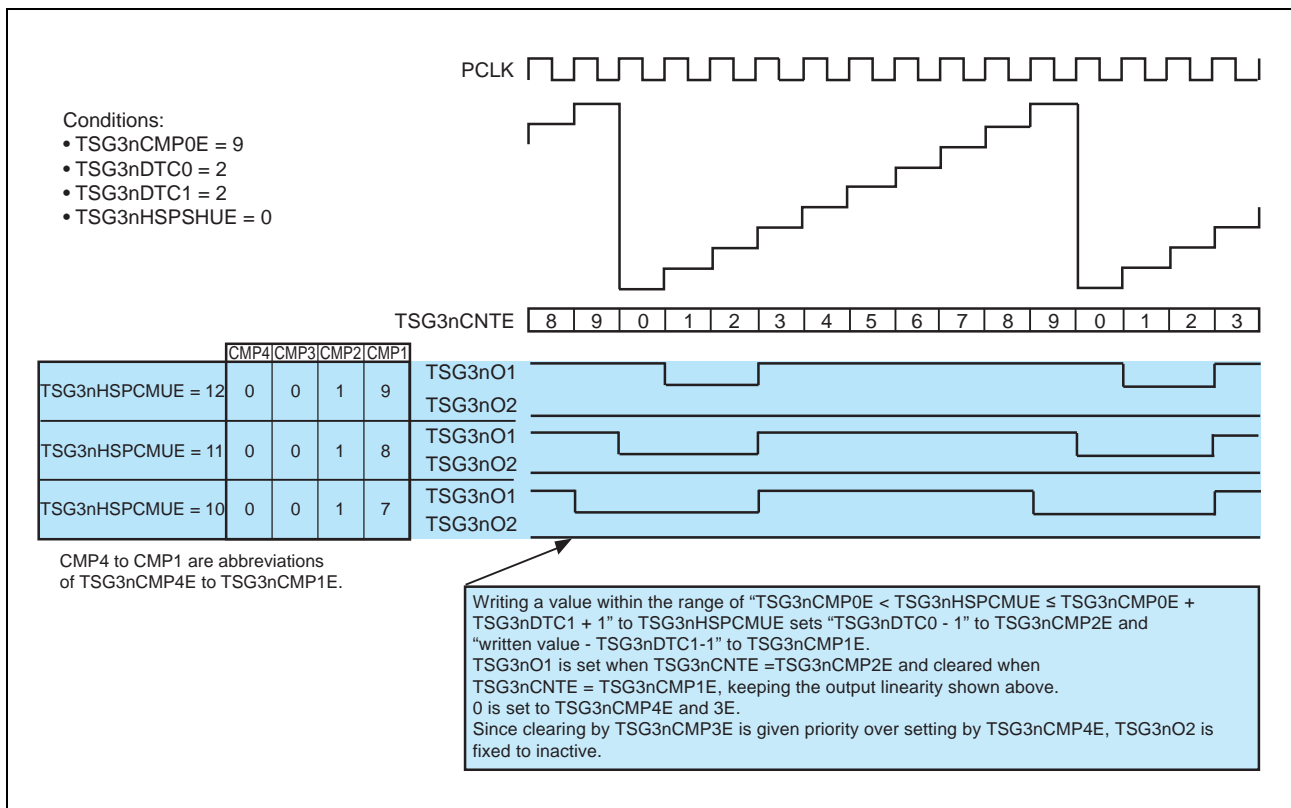 PCLK
Conditions:
• TSG3nCMP0E = 9
• TSG3nDTC0 = 2
• TSG3nDTC1 = 2
• TSG3nHSPSHUE = 0
TSG3nCNTE 8 9 0 1 2 3 4 5 6 7 8 9 0 1 2 3
CMP4 CMP3 CMP2 CMP1
TSG3nHSPCMUE = 12 0 0 1 9 TSG3nO1
TSG3nO2
TSG3nHSPCMUE = 11 0 0 1 8 TSG3nO1
TSG3nO2
TSG3nHSPCMUE = 10 0 0 1 7 TSG3nO1
TSG3nO2
CMP4 to CMP1 are abbreviations
of TSG3nCMP4E to TSG3nCMP1E.
Writing a value within the range of “TSG3nCMP0E < TSG3nHSPCMUE ≤ TSG3nCMP0E +
TSG3nDTC1 + 1” to TSG3nHSPCMUE sets “TSG3nDTC0 - 1” to TSG3nCMP2E and
“written value - TSG3nDTC1-1” to TSG3nCMP1E.
TSG3nO1 is set when TSG3nCNTE =TSG3nCMP2E and cleared when
TSG3nCNTE = TSG3nCMP1E, keeping the output linearity shown above.
0 is set to TSG3nCMP4E and 3E.
Since clearing by TSG3nCMP3E is given priority over setting by TSG3nCMP4E, TSG3nO2 is
fixed to inactive.